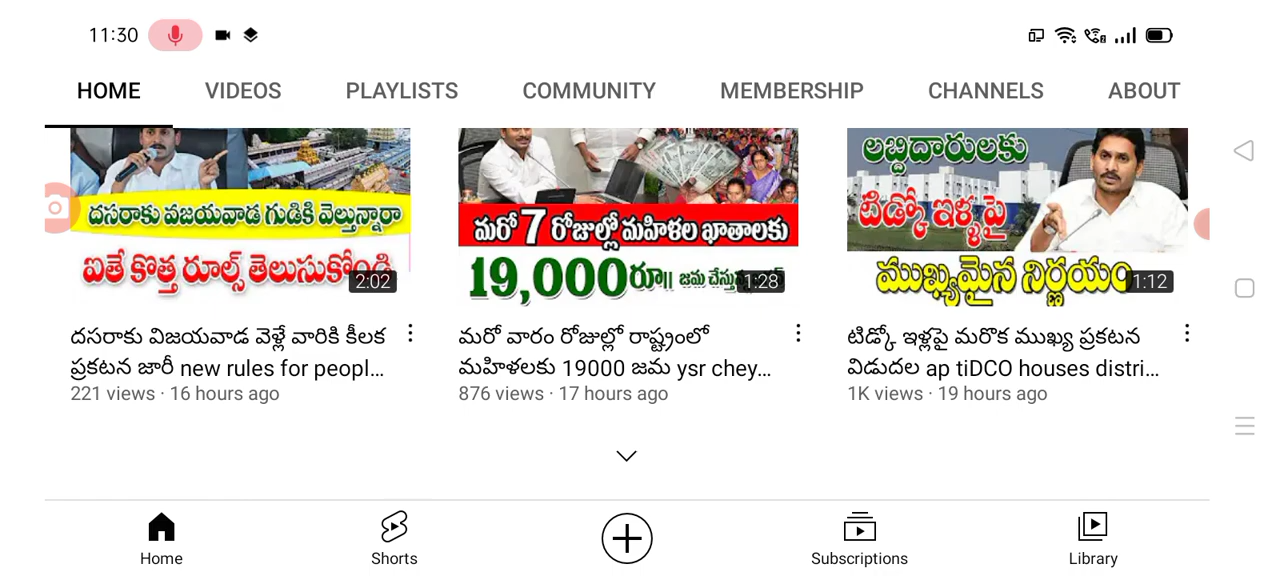 11:30
HOME VIDEOS PLAYLISTS COMMUNITY MEMBERSHIP CHANNELS ABOUT
దసరాకు విజయవాడ గుడికి వెల్తున్నారా
ఐతే కొత్త రూల్స్ తెలుసుకోండి
2:02
దసరాకు విజయవాడ వెళ్లే వారికి కీలక
ప్రకటన జారీ new rules for peopl...
221 views · 16 hours ago
మరో 7 రోజుల్లో మహిళల ఖాతాలకు
19,000రూ|| జమ
1:28
మరో వారం రోజుల్లో రాష్ట్రంలో
మహిళలకు 19000 జమ ysr chey...
876 views · 17 hours ago
లబ్దిదారులకు
టిడ్కో ఇళ్ళపై
ముఖ్యమైన నిర్ణయం
1:12
టిడ్కో ఇళ్లపై మరొక ముఖ్య ప్రకటన
విడుదల ap tiDCO houses distri...
1K views · 19 hours ago
Home Shorts Subscriptions Library